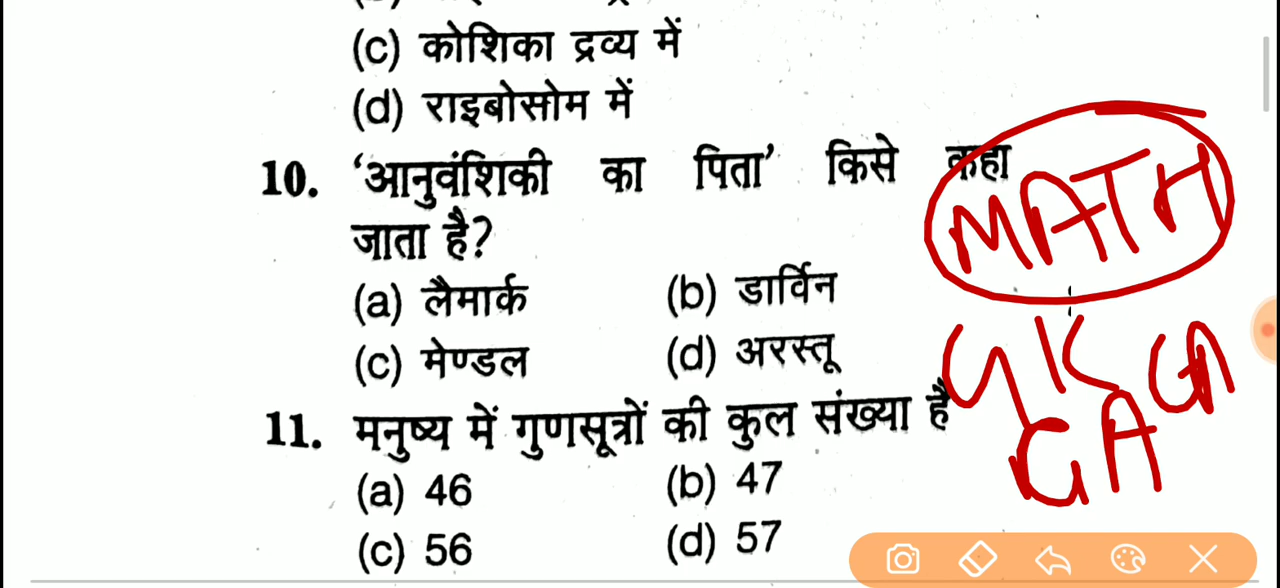 (c) कोशिका द्रव्य में
(d) राइबोसोम में
10. ‘आनुवंशिकी का पिता’ किसे कहा
जाता है?
(a) लैमार्क (b) डार्विन
(c) मेण्डल (d) अरस्तू
11. मनुष्य में गुणसूत्रों की कुल संख्या है
(a) 46 (b) 47
(c) 56 (d) 57
MATH
GK
GA